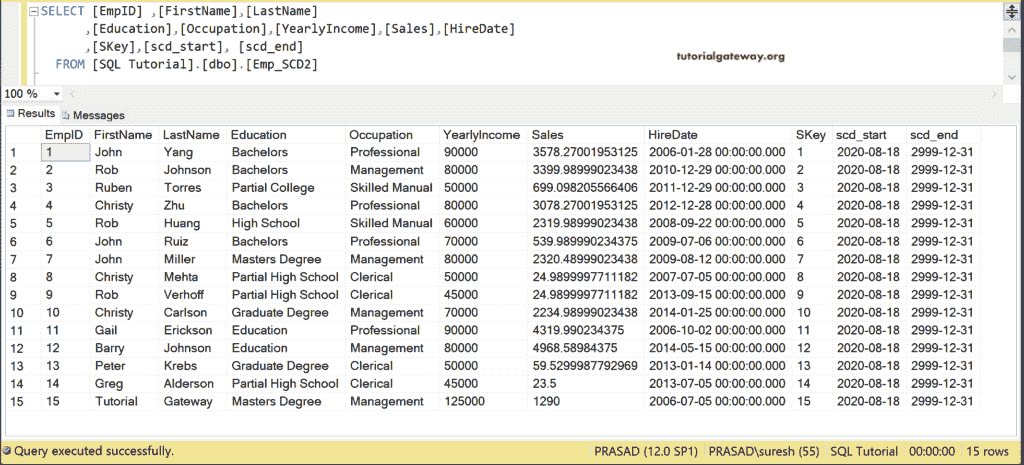 SELECT [EmpID] ,[FirstName],[LastName]
,[Education],[Occupation],[YearlyIncome],[Sales],[HireDate]
,[SKey],[scd_start], [scd_end]
FROM [SQL Tutorial].[dbo].[Emp_SCD2]
tutorialgateway.org
100 %
Results Messages
EmpID FirstName LastName Education Occupation YearlyIncome Sales HireDate SKey scd_start scd_end
1 1 John Yang Bachelors Professional 90000 3578.27001953125 2006-01-28 00:00:00.000 1 2020-08-18 2999-12-31
2 2 Rob Johnson Bachelors Management 80000 3399.98999023438 2010-12-29 00:00:00.000 2 2020-08-18 2999-12-31
3 3 Ruben Torres Partial College Skilled Manual 50000 699.098205566406 2011-12-29 00:00:00.000 3 2020-08-18 2999-12-31
4 4 Christy Zhu Bachelors Professional 80000 3078.27001953125 2012-12-28 00:00:00.000 4 2020-08-18 2999-12-31
5 5 Rob Huang High School Skilled Manual 60000 2319.98999023438 2008-09-22 00:00:00.000 5 2020-08-18 2999-12-31
6 6 John Ruiz Bachelors Professional 70000 539.989990234375 2009-07-06 00:00:00.000 6 2020-08-18 2999-12-31
7 7 John Miller Masters Degree Management 80000 2320.48999023438 2009-08-12 00:00:00.000 7 2020-08-18 2999-12-31
8 8 Christy Mehta Partial High School Clerical 50000 24.9899997711182 2007-07-05 00:00:00.000 8 2020-08-18 2999-12-31
9 9 Rob Verhoff Partial High School Clerical 45000 24.9899997711182 2013-09-15 00:00:00.000 9 2020-08-18 2999-12-31
10 10 Christy Carlson Graduate Degree Management 70000 2234.98999023438 2014-01-25 00:00:00.000 10 2020-08-18 2999-12-31
11 11 Gail Erickson Education Professional 90000 4319.990234375 2006-10-02 00:00:00.000 11 2020-08-18 2999-12-31
12 12 Barry Johnson Education Management 80000 4968.58984375 2014-05-15 00:00:00.000 12 2020-08-18 2999-12-31
13 13 Peter Krebs Graduate Degree Clerical 50000 59.5299987792969 2013-01-14 00:00:00.000 13 2020-08-18 2999-12-31
14 14 Greg Alderson Partial High School Clerical 45000 23.5 2013-07-05 00:00:00.000 14 2020-08-18 2999-12-31
15 15 Tutorial Gateway Masters Degree Management 125000 1290 2006-07-05 00:00:00.000 15 2020-08-18 2999-12-31
Query executed successfully. PRASAD (12.0 SP1) PRASAD\suresh (55) SQL Tutorial 00:00:00 15 rows